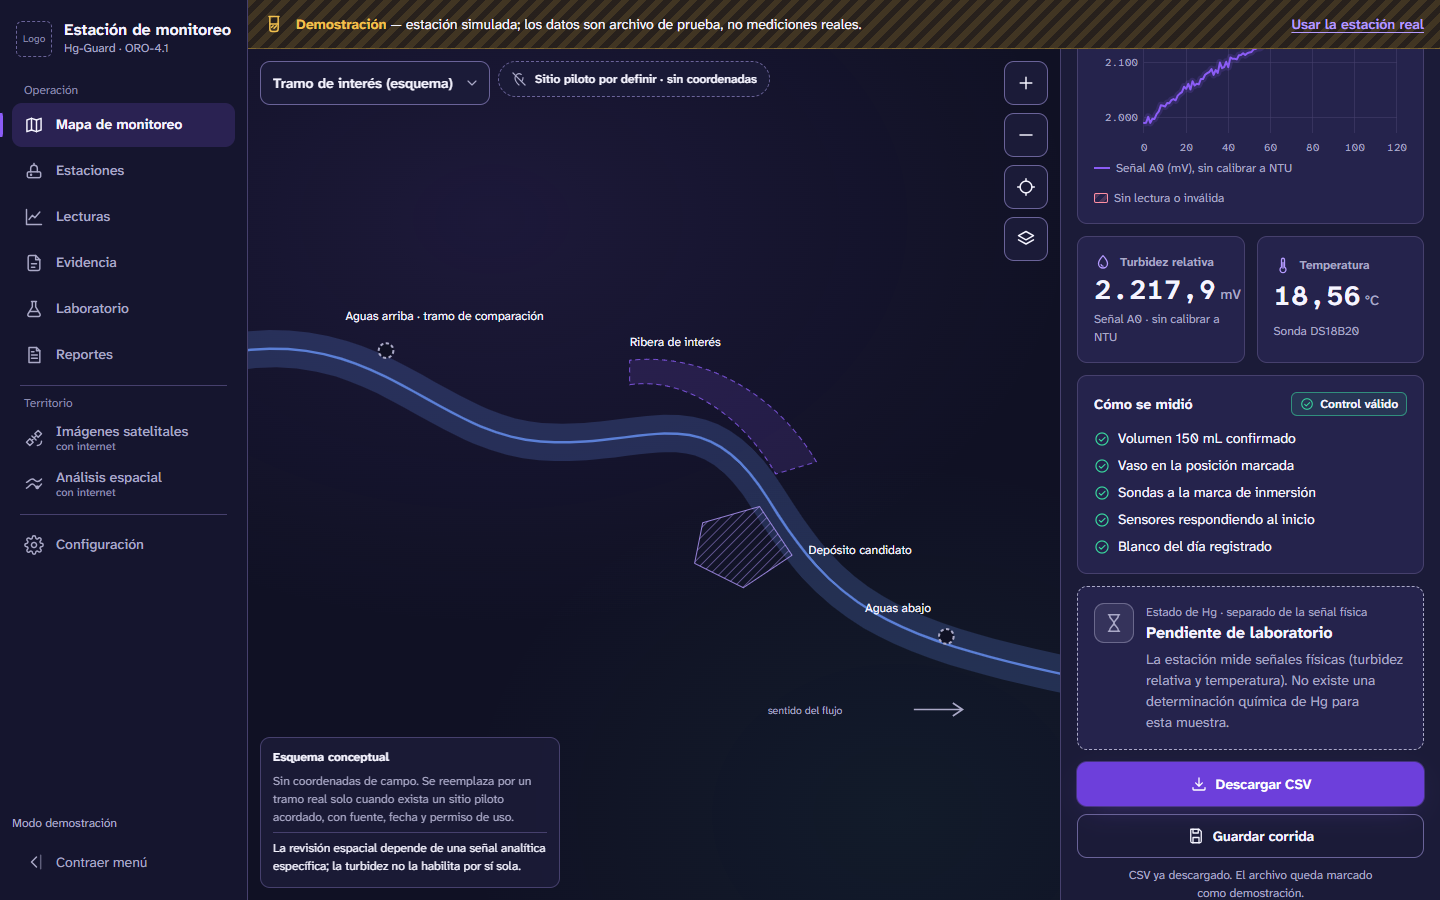 Logo
Estación de monitoreo
Hg-Guard · ORO-4.1
Operación
Mapa de monitoreo
Estaciones
Lecturas
Evidencia
Laboratorio
Reportes
Territorio
Imágenes satelitales
con internet
Análisis espacial
con internet
Configuración
Modo demostración
Contraer menú
Demostración — estación simulada; los datos son archivo de prueba, no mediciones reales.
Usar la estación real
Tramo de interés (esquema)
Sitio piloto por definir · sin coordenadas
Aguas arriba · tramo de comparación
Ribera de interés
Depósito candidato
Aguas abajo
sentido del flujo
Esquema conceptual
Sin coordenadas de campo. Se reemplaza por un
tramo real solo cuando exista un sitio piloto
acordado, con fuente, fecha y permiso de uso.
La revisión espacial depende de una señal analítica
específica; la turbidez no la habilita por sí sola.
2.100
2.000
0 20 40 60 80 100 120
Señal A0 (mV), sin calibrar a NTU
Sin lectura o inválida
Turbidez relativa
2.217,9 mV
Señal A0 · sin calibrar a
NTU
Temperatura
18,56 °C
Sonda DS18B20
Cómo se midió
Control válido
Volumen 150 mL confirmado
Vaso en la posición marcada
Sondas a la marca de inmersión
Sensores respondiendo al inicio
Blanco del día registrado
Estado de Hg · separado de la señal física
Pendiente de laboratorio
La estación mide señales físicas (turbidez
relativa y temperatura). No existe una
determinación química de Hg para
esta muestra.
Descargar CSV
Guardar corrida
CSV ya descargado. El archivo queda marcado
como demostración.